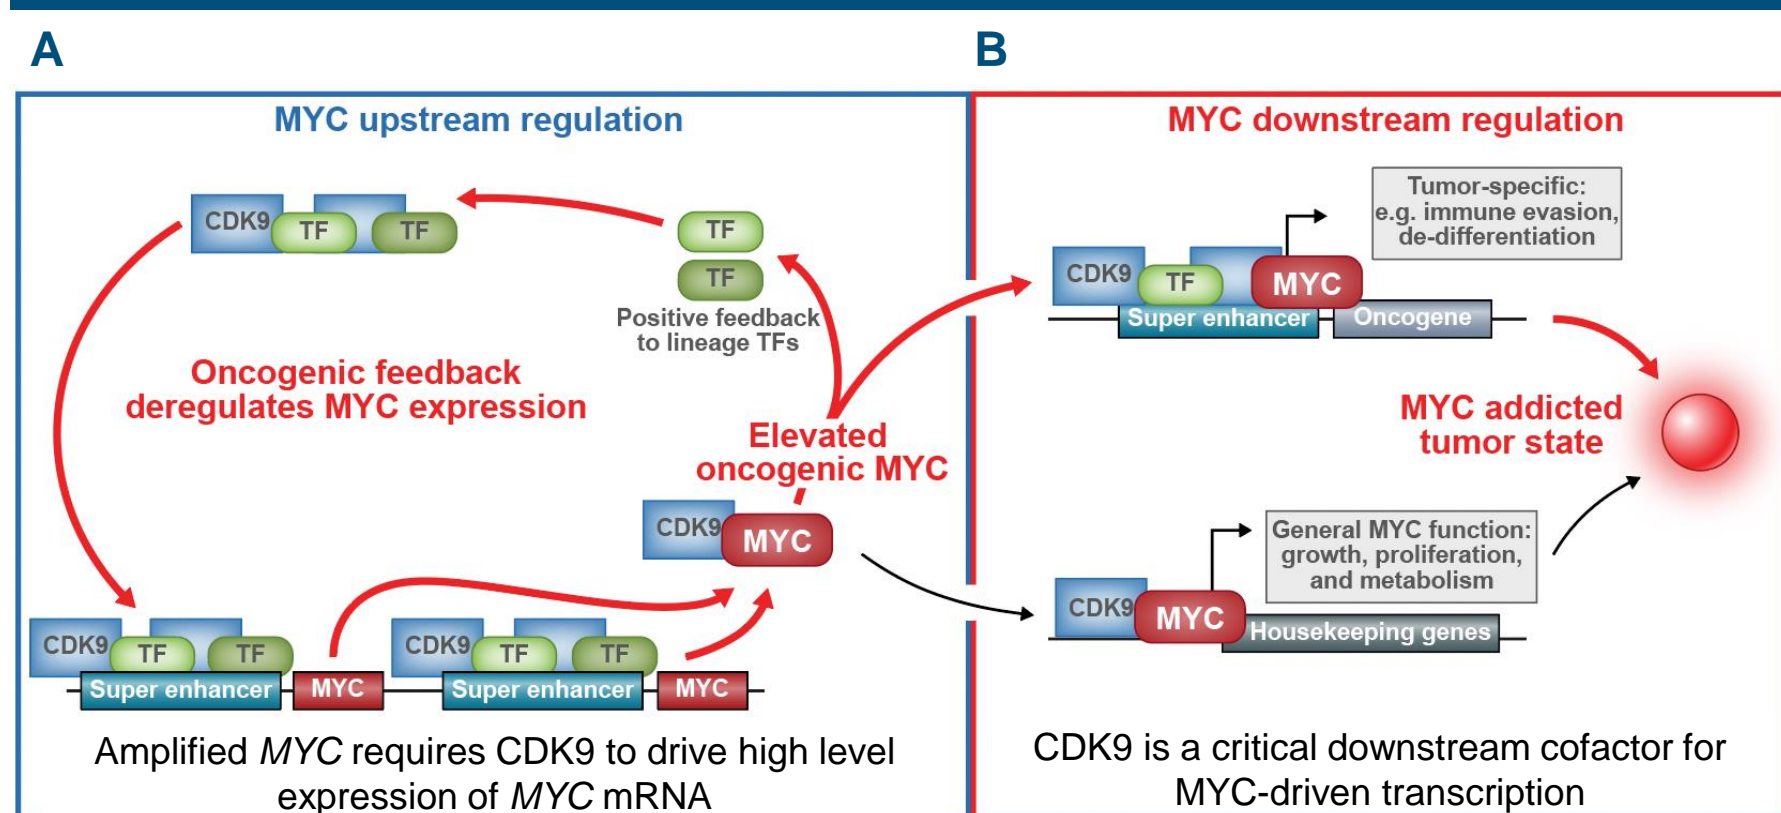 A
B
MYC upstream regulation
CDK9
TF
TF
TF
TF
Positive feedback
to lineage TFs
Oncogenic feedback
deregulates MYC expression
Elevated
oncogenic MYC
CDK9
MYC
CDK9
TF
TF
Super enhancer
MYC
CDK9
TF
TF
Super enhancer
MYC
Amplified MYC requires CDK9 to drive high level
expression of MYC mRNA
MYC downstream regulation
Tumor-specific:
e.g. immune evasion,
de-differentiation
CDK9
TF
MYC
Super enhancer
Oncogene
MYC addicted
tumor state
General MYC function:
growth, proliferation,
and metabolism
CDK9
MYC
Housekeeping genes
CDK9 is a critical downstream cofactor for
MYC-driven transcription